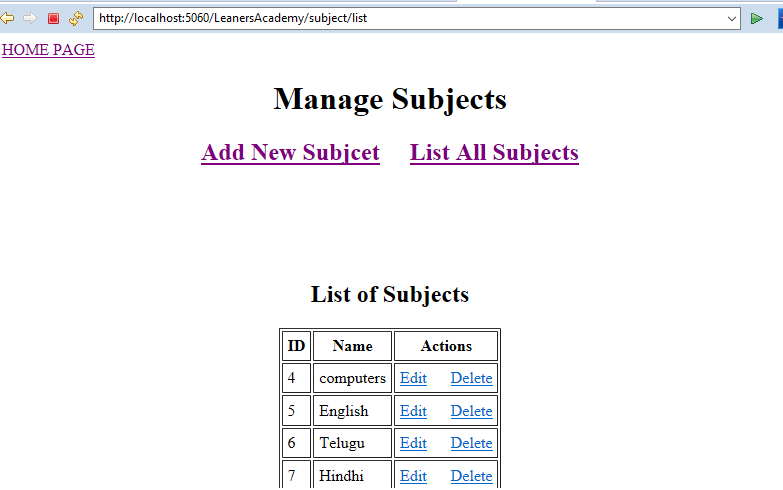 http://localhost:5060/LeanersAcademy/subject/list
HOME PAGE
Manage Subjects
Add New Subjcet List All Subjects
List of Subjects
ID Name Actions
4 computers Edit Delete
5 English Edit Delete
6 Telugu Edit Delete
7 Hindhi Edit Delete